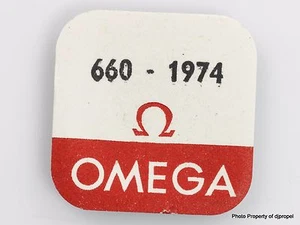 660 - 1974
Ω
OMEGA
Photo Property of djpropel